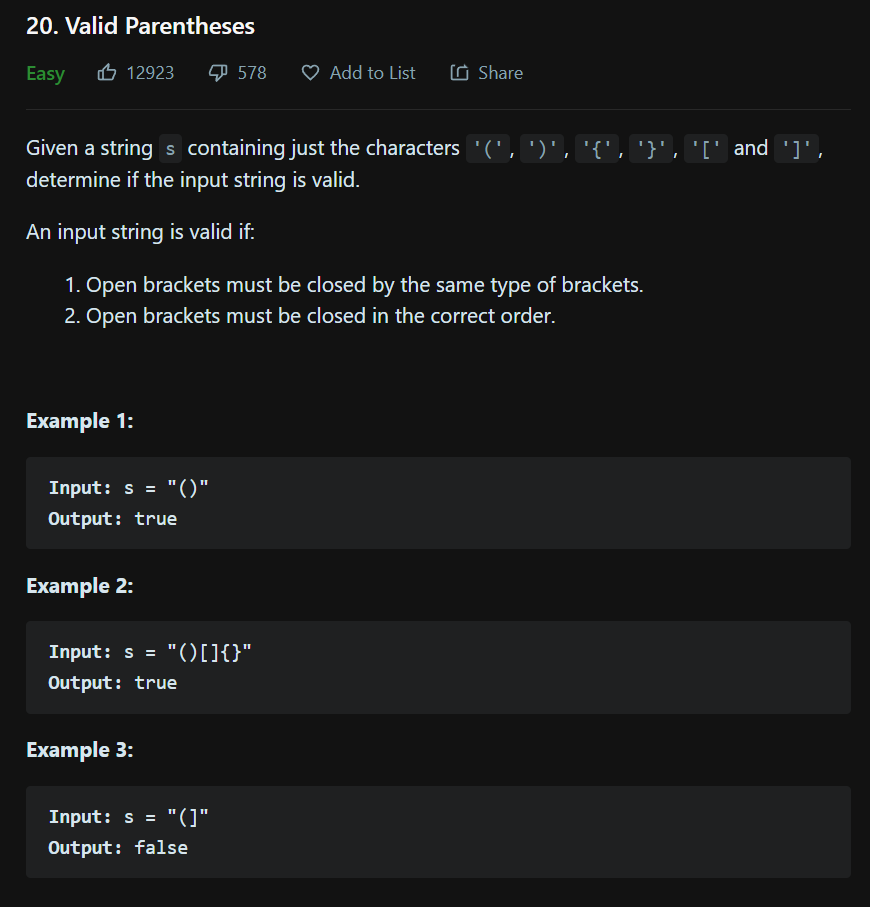 20. Valid Parentheses
Easy 12923 578 Add to List Share
Given a string s containing just the characters '(', ')', '{', '}', '[' and ']',
determine if the input string is valid.
An input string is valid if:
1. Open brackets must be closed by the same type of brackets.
2. Open brackets must be closed in the correct order.
Example 1:
Input: s = "()"
Output: true
Example 2:
Input: s = "()[]{}"
Output: true
Example 3:
Input: s = "(]"
Output: false